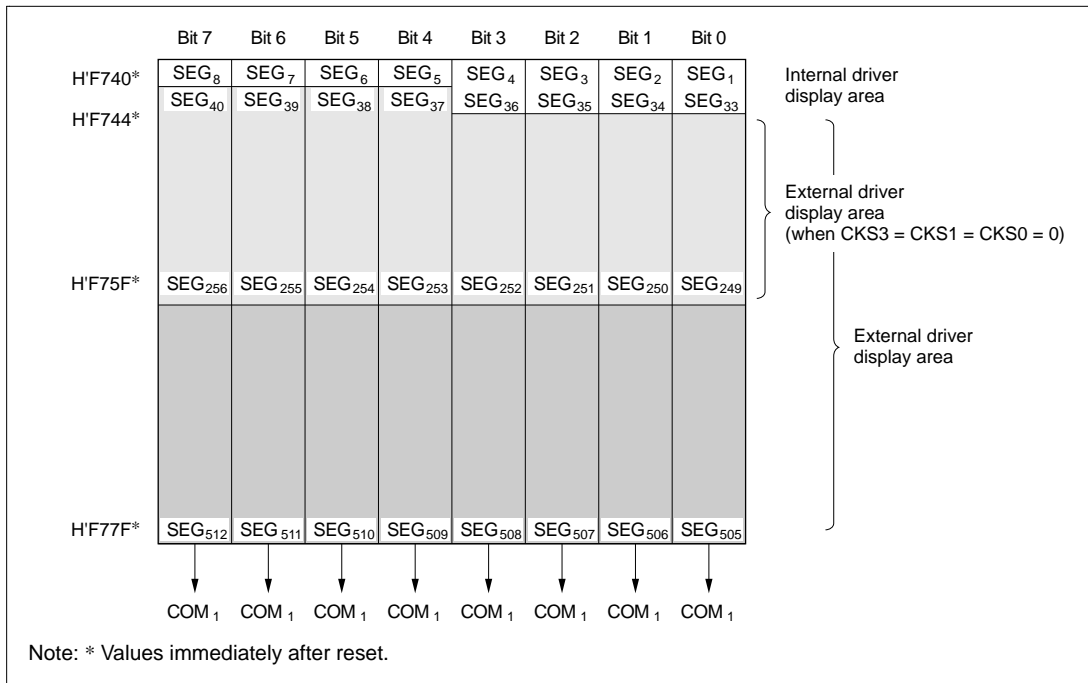 Bit 7 Bit 6 Bit 5 Bit 4 Bit 3 Bit 2 Bit 1 Bit 0
H'F740* SEG8 SEG7 SEG6 SEG5 SEG4 SEG3 SEG2 SEG1
Internal driver
display area
SEG40 SEG39 SEG38 SEG37 SEG36 SEG35 SEG34 SEG33
H'F744*
External driver
display area
(when CKS3 = CKS1 = CKS0 = 0)
H'F75F* SEG256 SEG255 SEG254 SEG253 SEG252 SEG251 SEG250 SEG249
External driver
display area
H'F77F* SEG512 SEG511 SEG510 SEG509 SEG508 SEG507 SEG506 SEG505
COM1 COM1 COM1 COM1 COM1 COM1 COM1 COM1
Note: * Values immediately after reset.